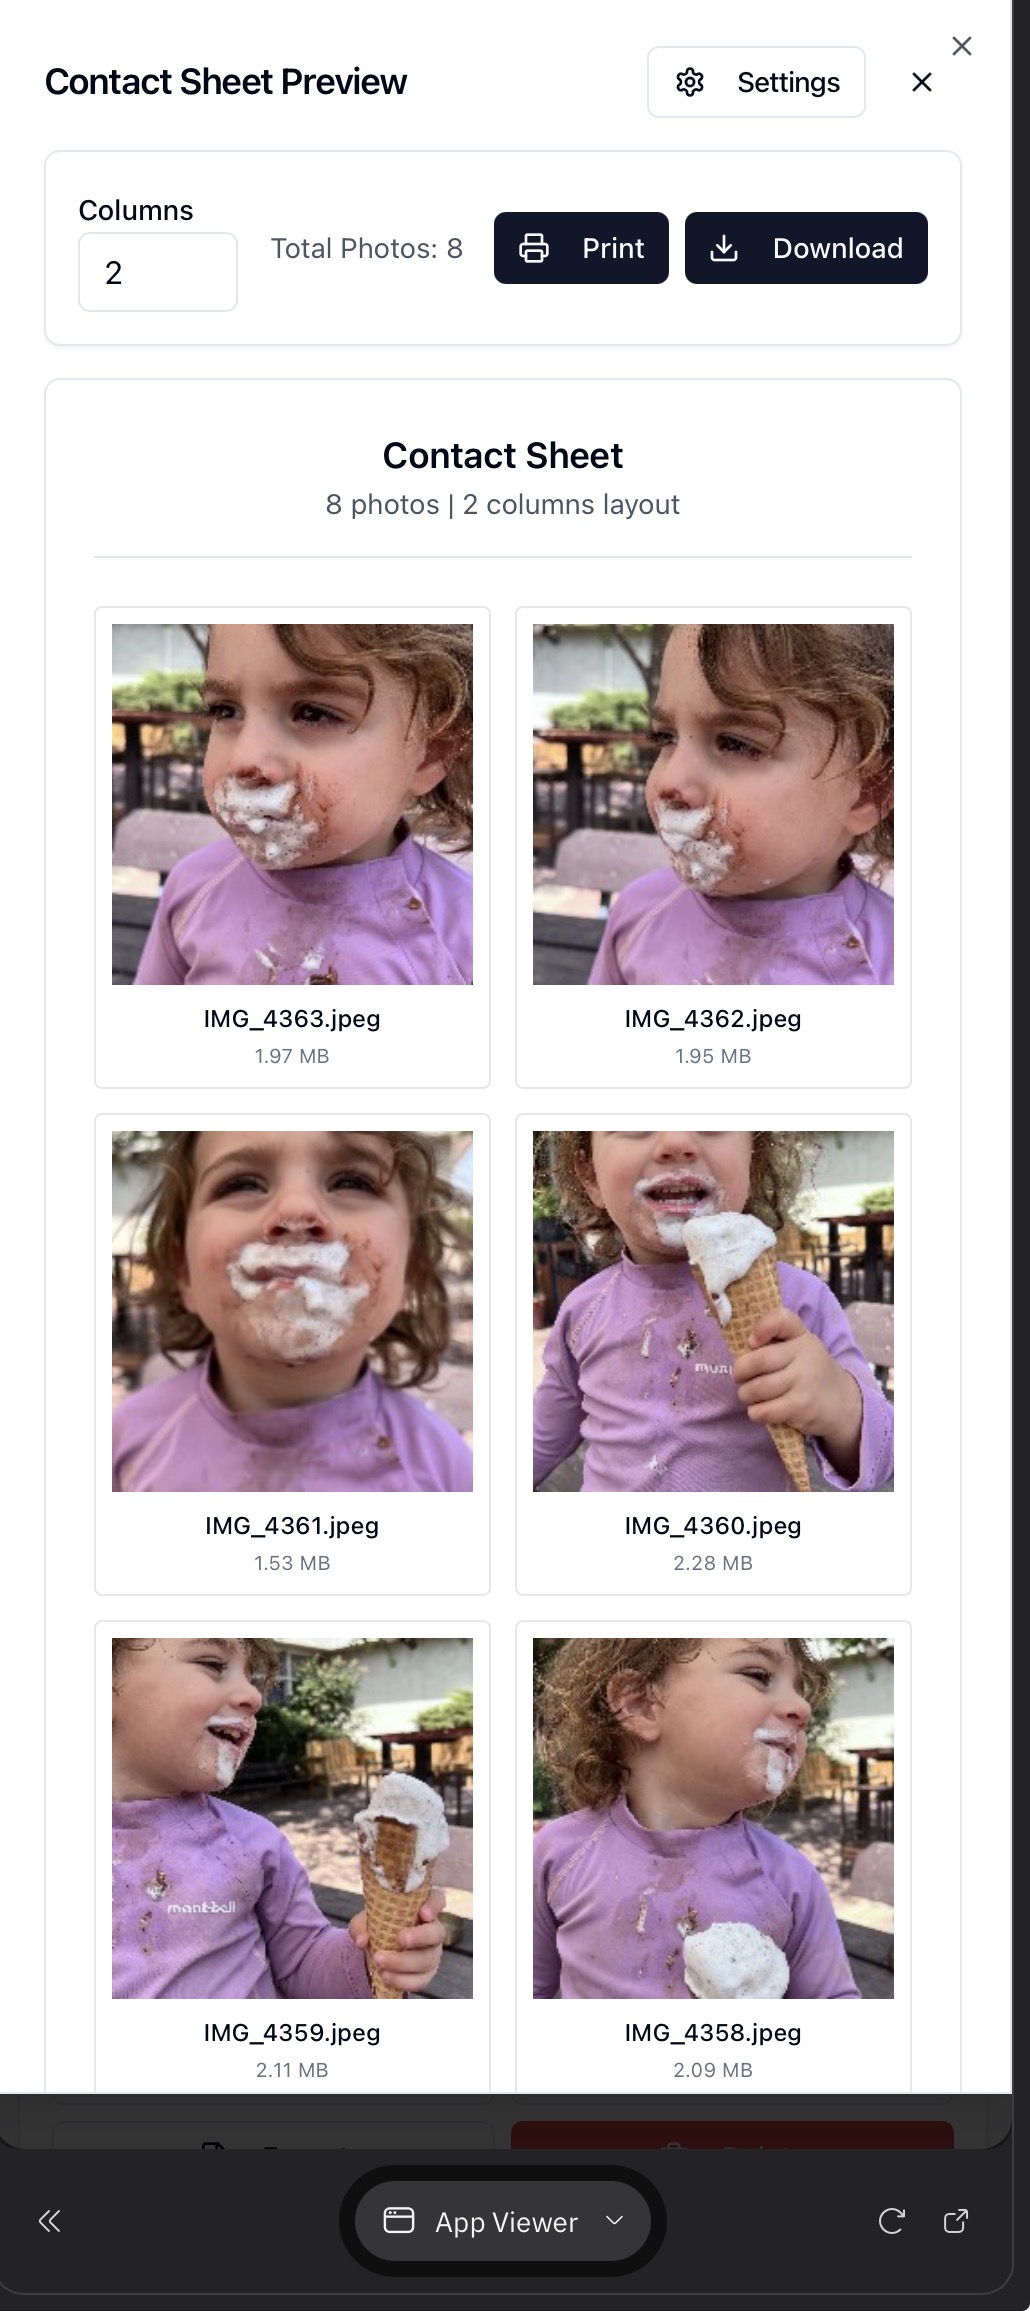 Contact Sheet Preview
Settings
Columns
2
Total Photos: 8
Print
Download
Contact Sheet
8 photos | 2 columns layout
IMG_4363.jpeg
1.97 MB
IMG_4362.jpeg
1.95 MB
IMG_4361.jpeg
1.53 MB
IMG_4360.jpeg
2.28 MB
mont-bell
IMG_4359.jpeg
2.11 MB
IMG_4358.jpeg
2.09 MB
App Viewer